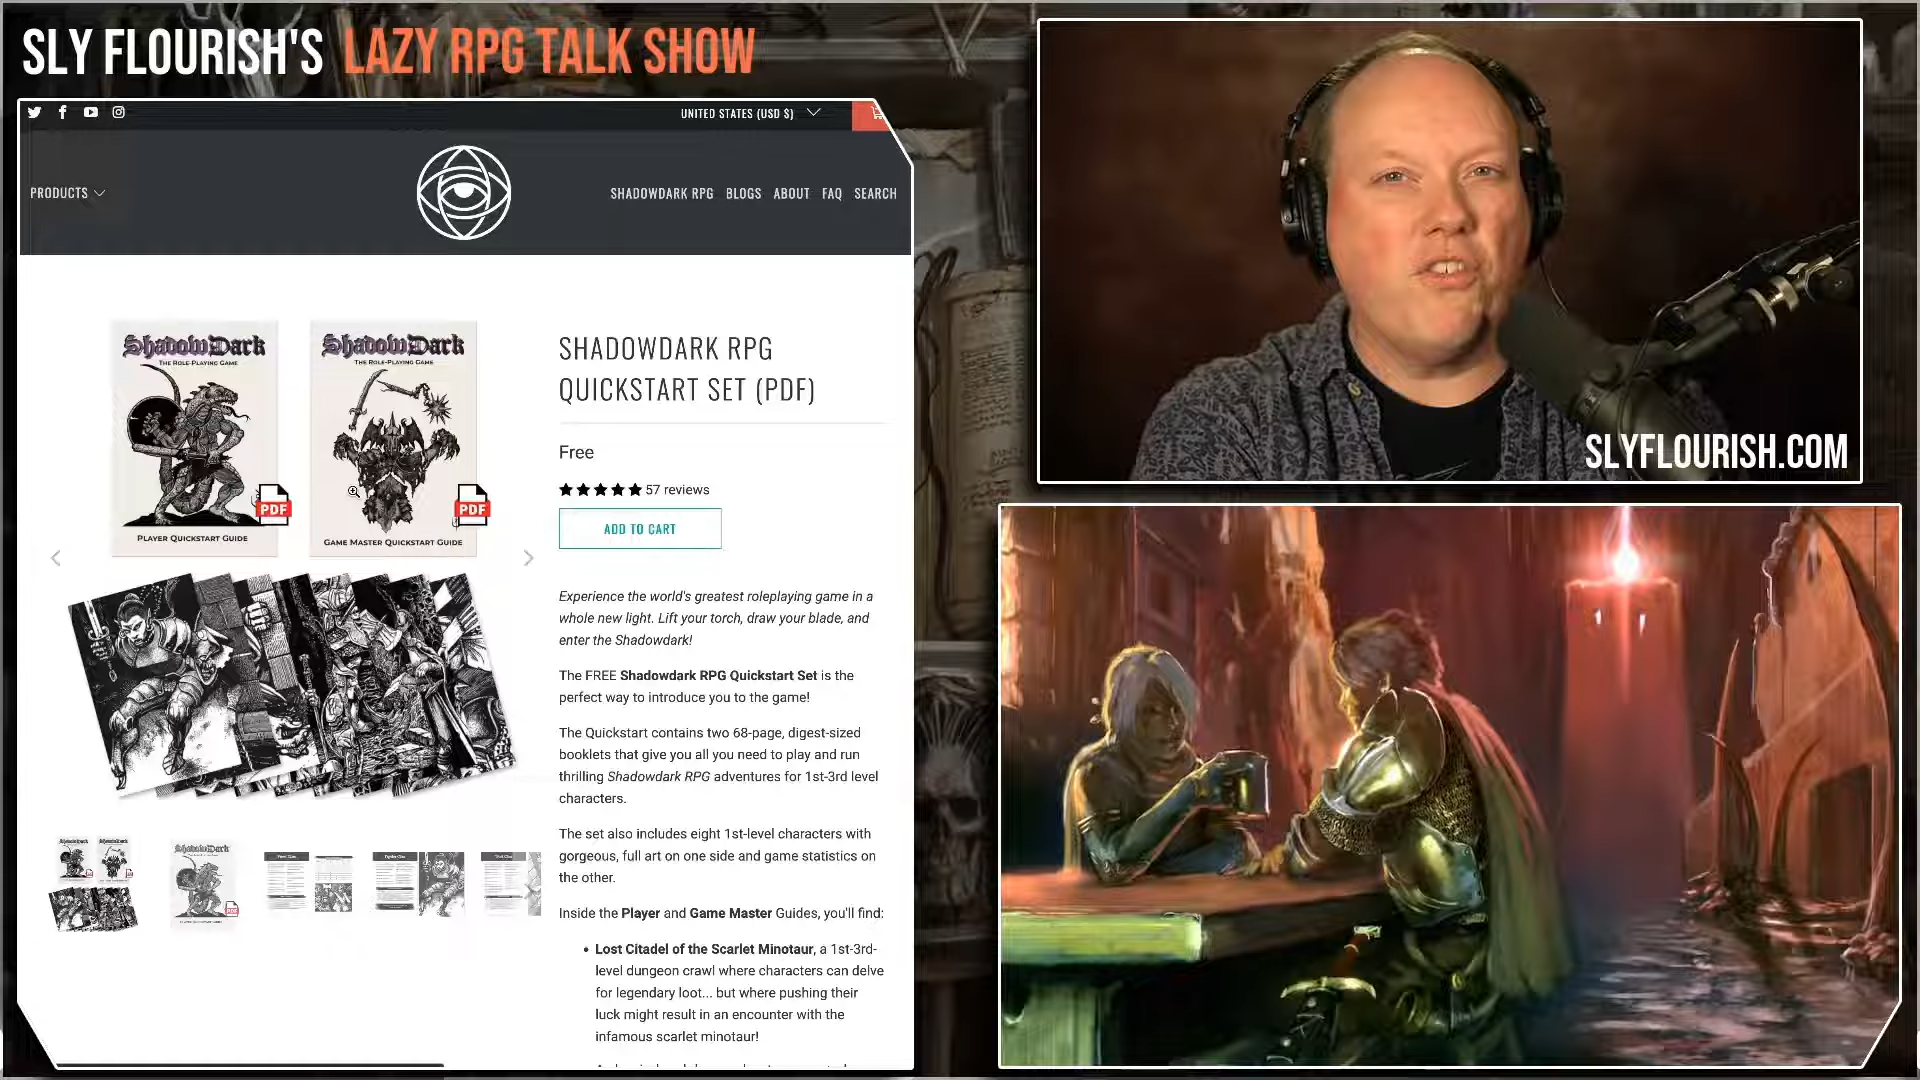 SLY FLOURISH'S LAZY RPG TALK SHOW
UNITED STATES (USD $)
PRODUCTS
SHADOWDARK RPG BLOGS ABOUT FAQ SEARCH
ShadowDark
THE ROLE-PLAYING GAME
PDF
PLAYER QUICKSTART GUIDE
ShadowDark
THE ROLE-PLAYING GAME
PDF
GAME MASTER QUICKSTART GUIDE
SHADOWDARK RPG
QUICKSTART SET (PDF)
Free
57 reviews
ADD TO CART
Experience the world's greatest roleplaying game in a
whole new light. Lift your torch, draw your blade, and
enter the Shadowdark!
The FREE Shadowdark RPG Quickstart Set is the
perfect way to introduce you to the game!
The Quickstart contains two 68-page, digest-sized
booklets that give you all you need to play and run
thrilling Shadowdark RPG adventures for 1st-3rd level
characters.
The set also includes eight 1st-level characters with
gorgeous, full art on one side and game statistics on
the other.
Inside the Player and Game Master Guides, you'll find:
• Lost Citadel of the Scarlet Minotaur, a 1st-3rd-
level dungeon crawl where characters can delve
for legendary loot... but where pushing their
luck might result in an encounter with the
infamous scarlet minotaur!
SLYFLOURISH.COM